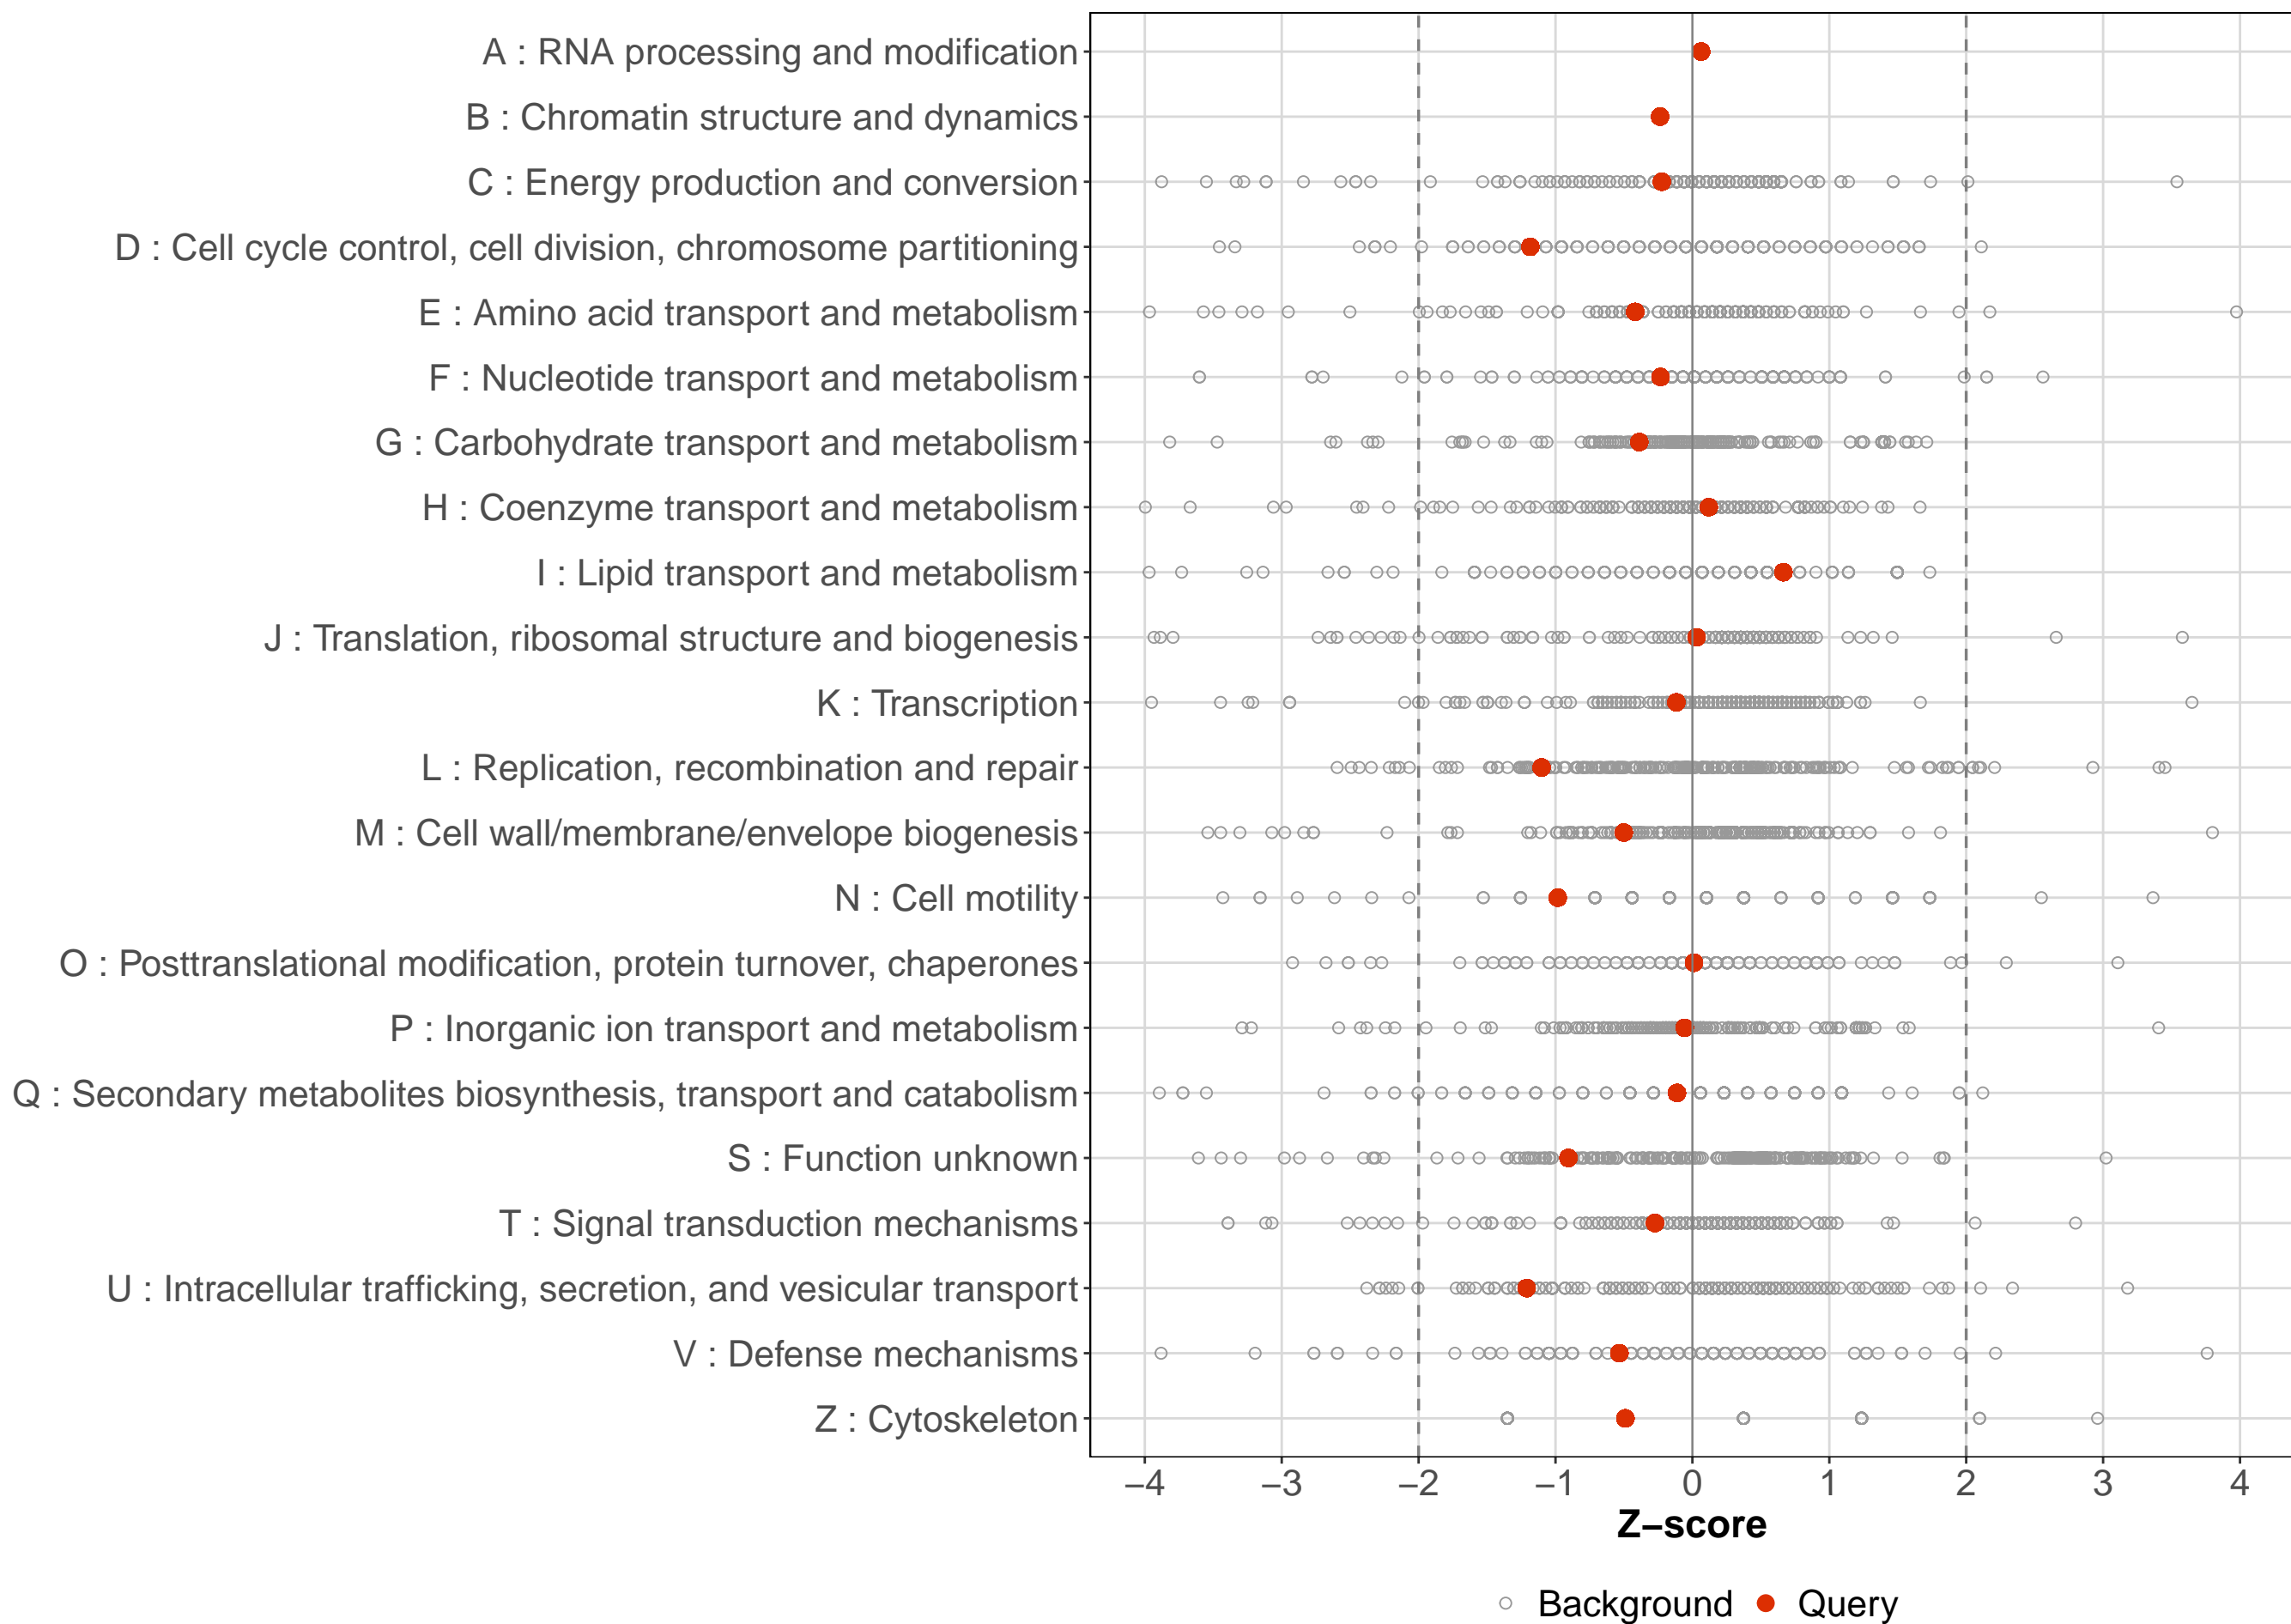 A : RNA processing and modification
B : Chromatin structure and dynamics
C : Energy production and conversion
D : Cell cycle control, cell division, chromosome partitioning
E : Amino acid transport and metabolism
F : Nucleotide transport and metabolism
G : Carbohydrate transport and metabolism
H : Coenzyme transport and metabolism
I : Lipid transport and metabolism
J : Translation, ribosomal structure and biogenesis
K : Transcription
L : Replication, recombination and repair
M : Cell wall/membrane/envelope biogenesis
N : Cell motility
O : Posttranslational modification, protein turnover, chaperones
P : Inorganic ion transport and metabolism
Q : Secondary metabolites biosynthesis, transport and catabolism
S : Function unknown
T : Signal transduction mechanisms
U : Intracellular trafficking, secretion, and vesicular transport
V : Defense mechanisms
Z : Cytoskeleton
−4 −3 −2 −1 0 1 2 3 4
Z−score
Background Query